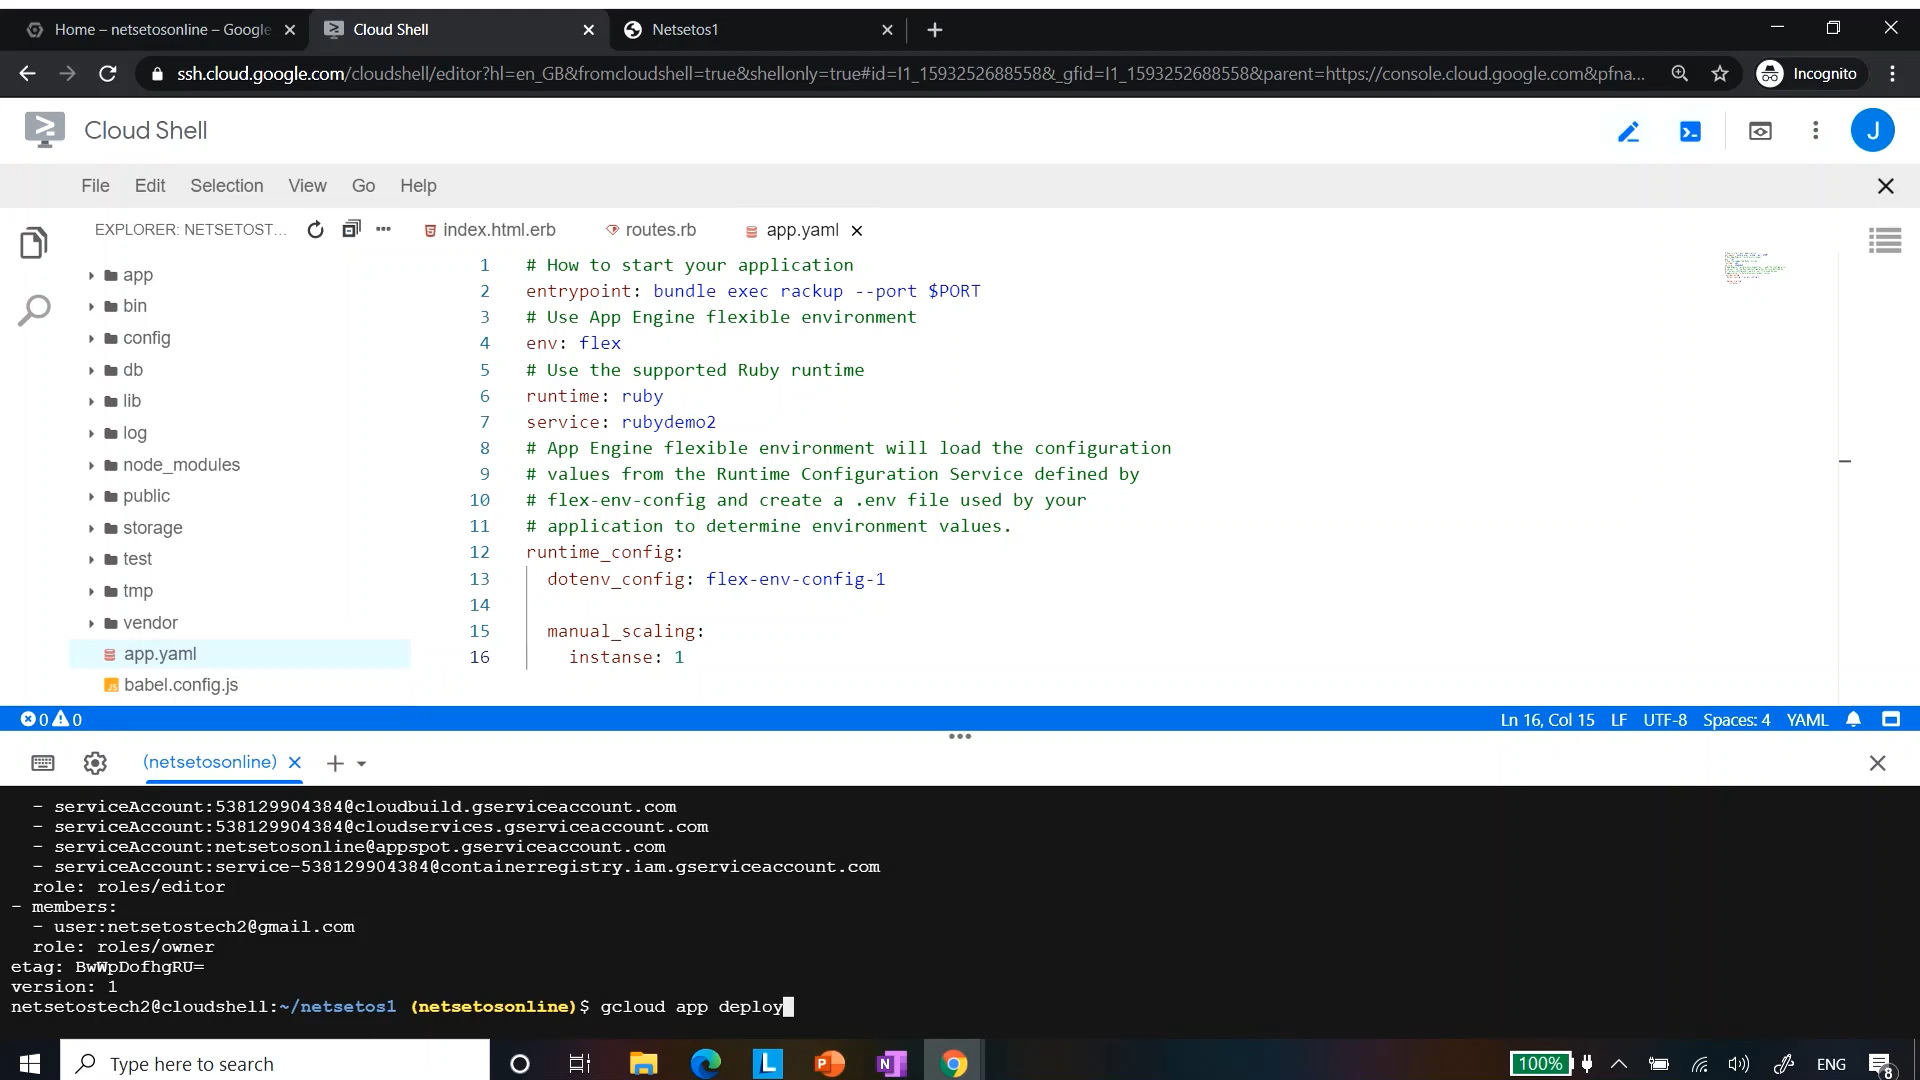 Home – netsetosonline – Google
Cloud Shell
Netsetos1
ssh.cloud.google.com/cloudshell/editor?hl=en_GB&fromcloudshell=true&shellonly=true#id=I1_1593252688558&_gfid=I1_1593252688558&parent=https://console.cloud.google.com&pfna...
Incognito
Cloud Shell
J
File Edit Selection View Go Help
EXPLORER: NETSETOST...
index.html.erb
routes.rb
app.yaml
app
bin
config
db
lib
log
node_modules
public
storage
test
tmp
vendor
app.yaml
JS babel.config.js
1 # How to start your application
2 entrypoint: bundle exec rackup --port $PORT
3 # Use App Engine flexible environment
4 env: flex
5 # Use the supported Ruby runtime
6 runtime: ruby
7 service: rubydemo2
8 # App Engine flexible environment will load the configuration
9 # values from the Runtime Configuration Service defined by
10 # flex-env-config and create a .env file used by your
11 # application to determine environment values.
12 runtime_config:
13 dotenv_config: flex-env-config-1
14
15 manual_scaling:
16 instanse: 1
0 0
Ln 16, Col 15 LF UTF-8 Spaces: 4 YAML
(netsetosonline)
- serviceAccount:538129904384@cloudbuild.gserviceaccount.com
- serviceAccount:538129904384@cloudservices.gserviceaccount.com
- serviceAccount:netsetosonline@appspot.gserviceaccount.com
- serviceAccount:service-538129904384@containerregistry.iam.gserviceaccount.com
role: roles/editor
- members:
- user:netsetostech2@gmail.com
role: roles/owner
etag: BwWpDofhgRU=
version: 1
netsetostech2@cloudshell:~/netsetos1 (netsetosonline)$ gcloud app deploy
Type here to search
L
P
N
100%
ENG
8